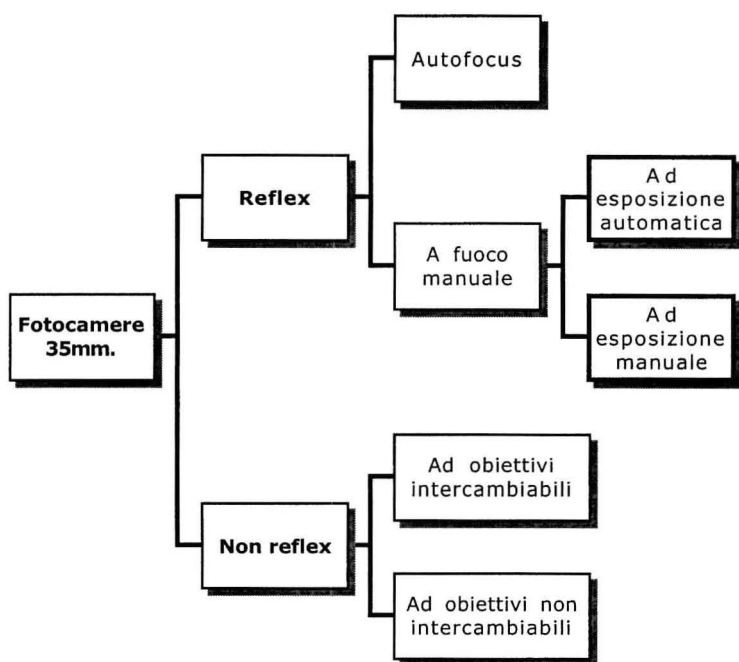 Autofocus
Reflex
Ad
esposizione
automatica
A fuoco
manuale
Fotocamere
35mm.
Ad
esposizione
manuale
Ad obiettivi
intercambiabili
Non reflex
Ad obiettivi non
intercambiabili